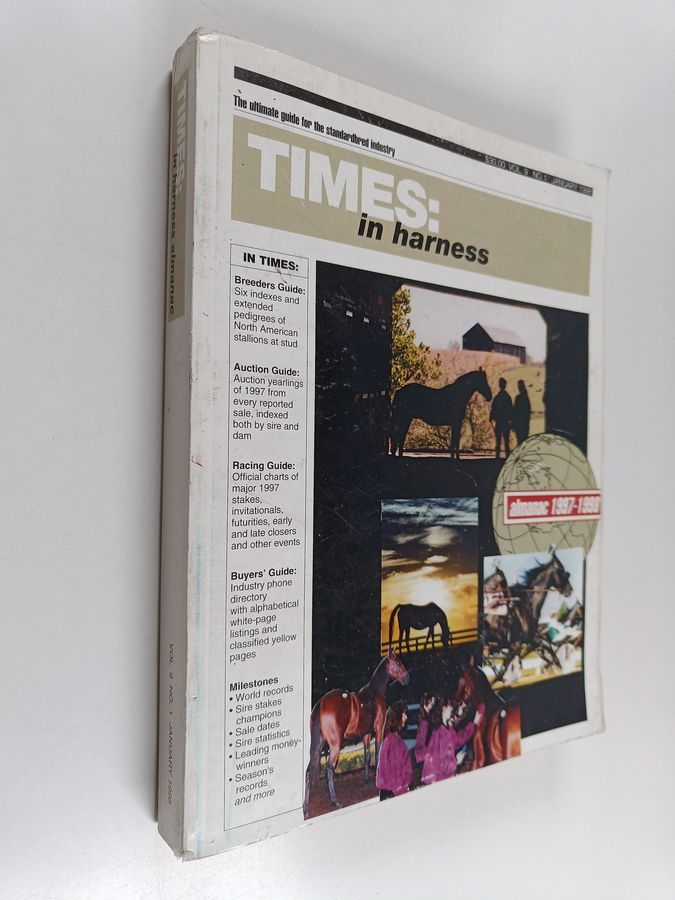 The ultimate guide for the standardbred industry
$30.00 VOL. 9 NO 1 JANUARY 1998
TIMES:
in harness
IN TIMES:
Breeders Guide:
Six indexes and
extended
pedigrees of
North American
stallions at stud
Auction Guide:
Auction yearlings
of 1997 from
every reported
sale, indexed
both by sire and
dam
Racing Guide:
Official charts of
major 1997
stakes,
invitationals,
futurities, early
and late closers
and other events
Buyers' Guide:
Industry phone
directory
with alphabetical
white-page
listings and
classified yellow
pages
Milestones
• World records
• Sire stakes
champions
• Sale dates
• Sire statistics
• Leading money-
winners
• Season's
records
and more
almanac 1997-1998
TIMES:
in harness almanac
VOL. 9 NO. 1 JANUARY 1998